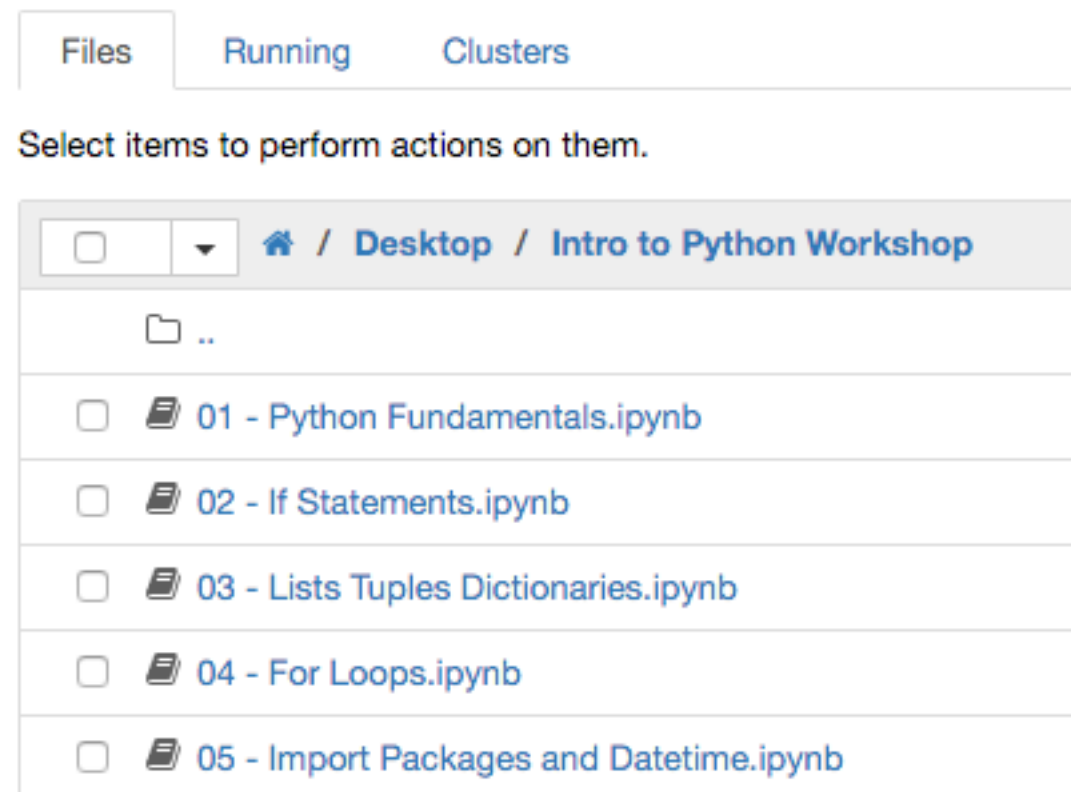 Files Running Clusters
Select items to perform actions on them.
/ Desktop / Intro to Python Workshop
..
01 - Python Fundamentals.ipynb
02 - If Statements.ipynb
03 - Lists Tuples Dictionaries.ipynb
04 - For Loops.ipynb
05 - Import Packages and Datetime.ipynb